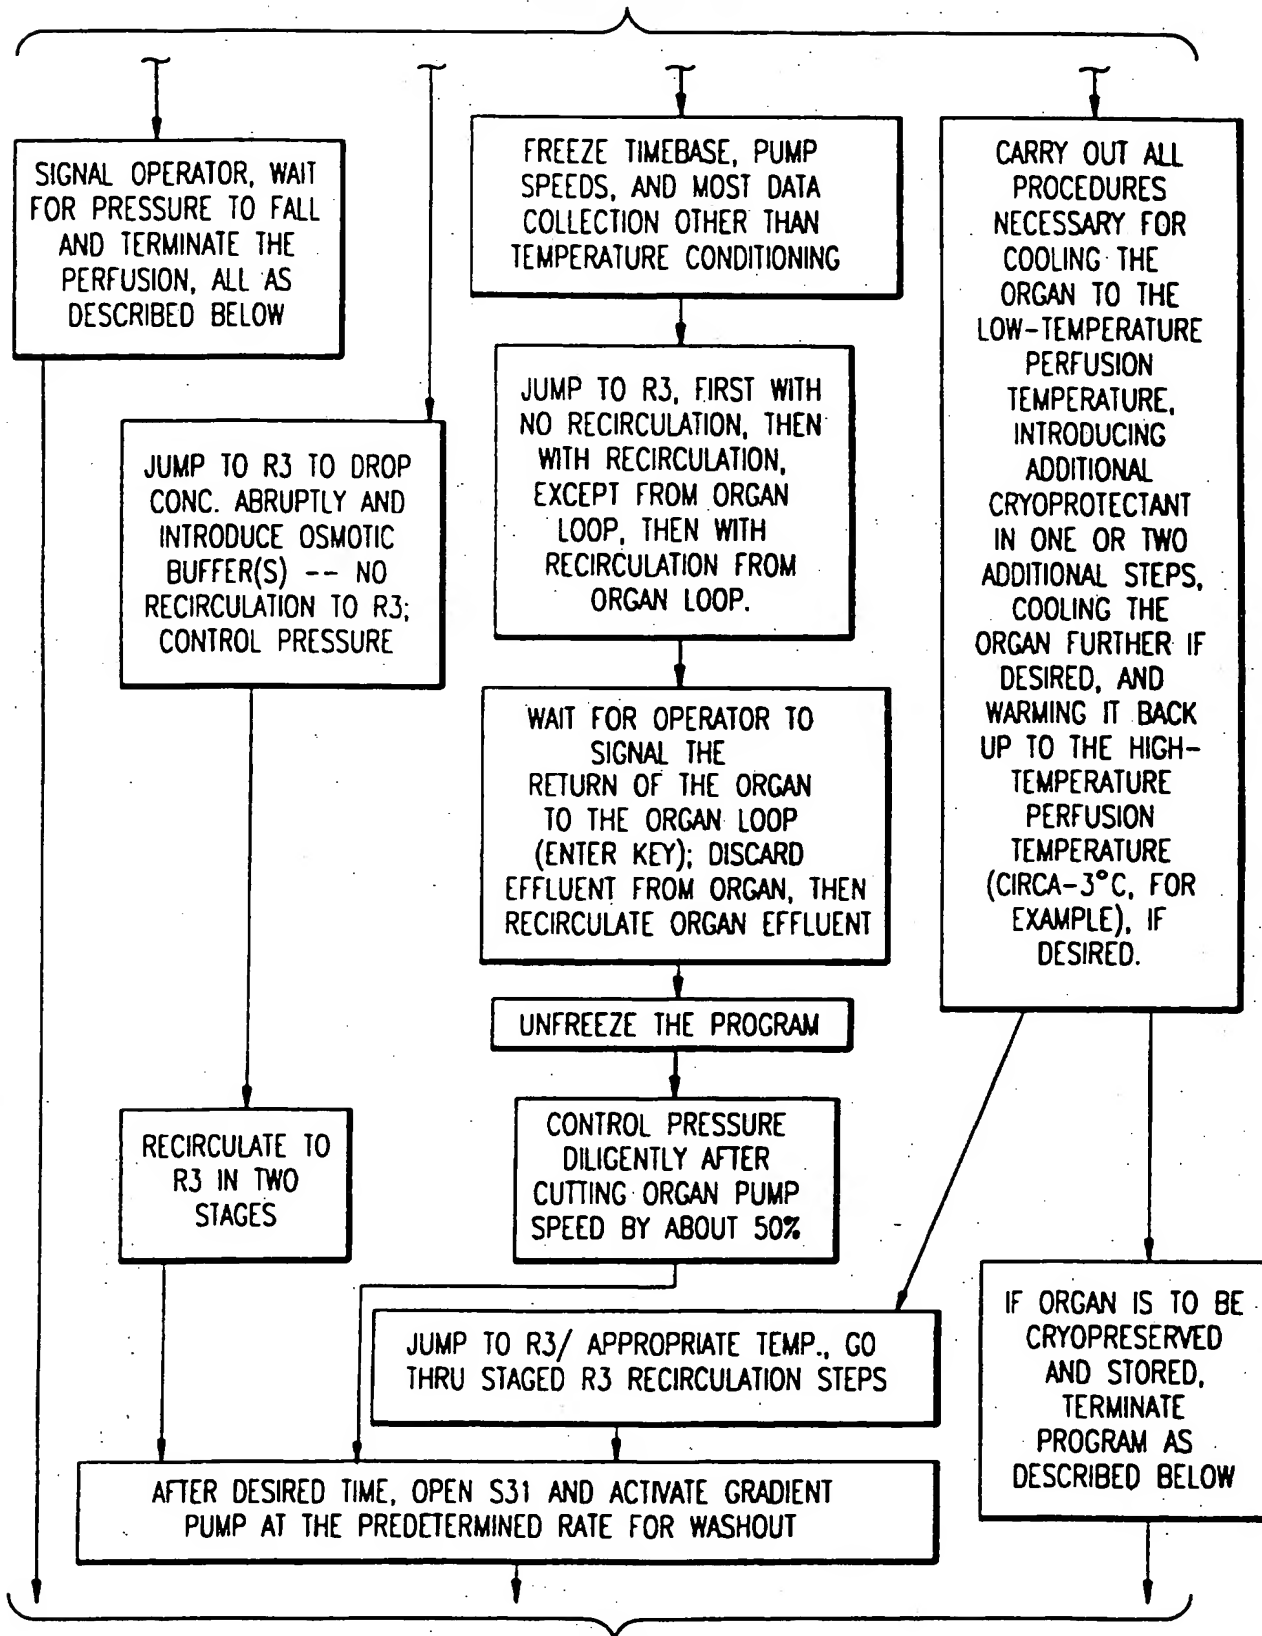 SIGNAL OPERATOR, WAIT
FOR PRESSURE TO FALL
AND TERMINATE THE
PERFUSION, ALL AS
DESCRIBED BELOW
JUMP TO R3 TO DROP
CONC. ABRUPTLY AND
INTRODUCE OSMOTIC
BUFFER(S) -- NO
RECIRCULATION TO R3;
CONTROL PRESSURE
RECIRCULATE TO
R3 IN TWO
STAGES
FREEZE TIMEBASE, PUMP
SPEEDS, AND MOST DATA
COLLECTION OTHER THAN
TEMPERATURE CONDITIONING
JUMP TO R3, FIRST WITH
NO RECIRCULATION, THEN
WITH RECIRCULATION,
EXCEPT FROM ORGAN
LOOP, THEN WITH
RECIRCULATION FROM
ORGAN LOOP.
WAIT FOR OPERATOR TO
SIGNAL THE
RETURN OF THE ORGAN
TO THE ORGAN LOOP
(ENTER KEY); DISCARD
EFFLUENT FROM ORGAN, THEN
RECIRCULATE ORGAN EFFLUENT
UNFREEZE THE PROGRAM
CONTROL PRESSURE
DILIGENTLY AFTER
CUTTING ORGAN PUMP
SPEED BY ABOUT 50%
CARRY OUT ALL
PROCEDURES
NECESSARY FOR
COOLING THE
ORGAN TO THE
LOW-TEMPERATURE
PERFUSION
TEMPERATURE,
INTRODUCING
ADDITIONAL
CRYOPROTECTANT
IN ONE OR TWO
ADDITIONAL STEPS,
COOLING THE
ORGAN FURTHER IF
DESIRED, AND
WARMING IT BACK
UP TO THE HIGH-
TEMPERATURE
PERFUSION
TEMPERATURE
(CIRCA-3°C, FOR
EXAMPLE), IF
DESIRED.
JUMP TO R3/ APPROPRIATE TEMP., GO
THRU STAGED R3 RECIRCULATION STEPS
IF ORGAN IS TO BE
CRYOPRESERVED
AND STORED,
TERMINATE
PROGRAM AS
DESCRIBED BELOW
AFTER DESIRED TIME, OPEN S31 AND ACTIVATE GRADIENT
PUMP AT THE PREDETERMINED RATE FOR WASHOUT